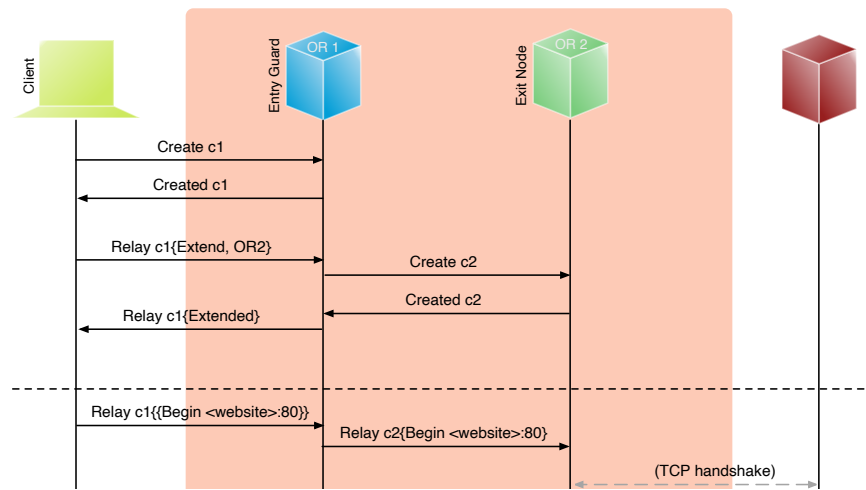 OR 1
OR 2
Client
Entry Guard
Exit Node
Create c1
Created c1
Relay c1{Extend, OR2}
Create c2
Created c2
Relay c1{Extended}
Relay c1{{Begin <website>:80}}
Relay c2{Begin <website>:80}
(TCP handshake)